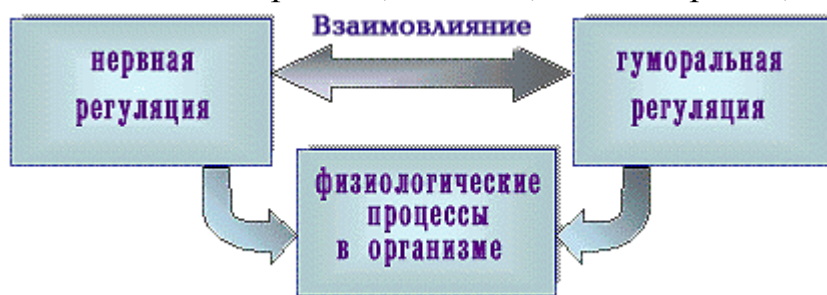 Взаимовлияние
нервная
регуляция
гуморальная
регуляция
физиологические
процессы
в организме